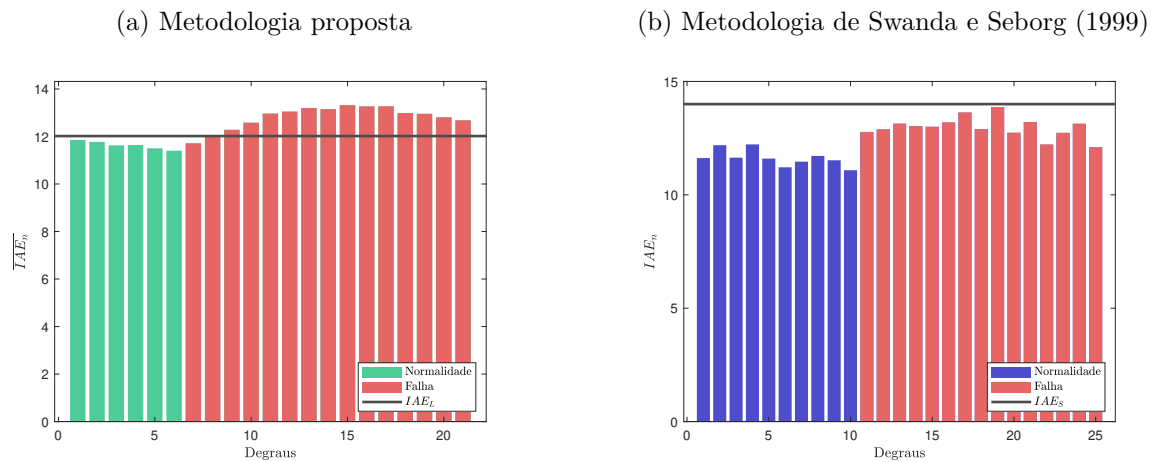 (a) Metodologia proposta
14
12
10
8
6
4
2
0
0
5
10
15
20
IAE_n
Degraus
Normalidade
Falha
IAE_L
(b) Metodologia de Swanda e Seborg (1999)
15
10
5
0
0
5
10
15
20
25
IAE_n
Degraus
Normalidade
Falha
IAE_S